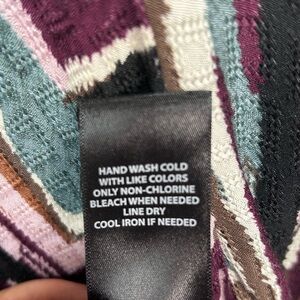 HAND WASH COLD
WITH LIKE COLORS
ONLY NON-CHLORINE
BLEACH WHEN NEEDED
LINE DRY
COOL IRON IF NEEDED